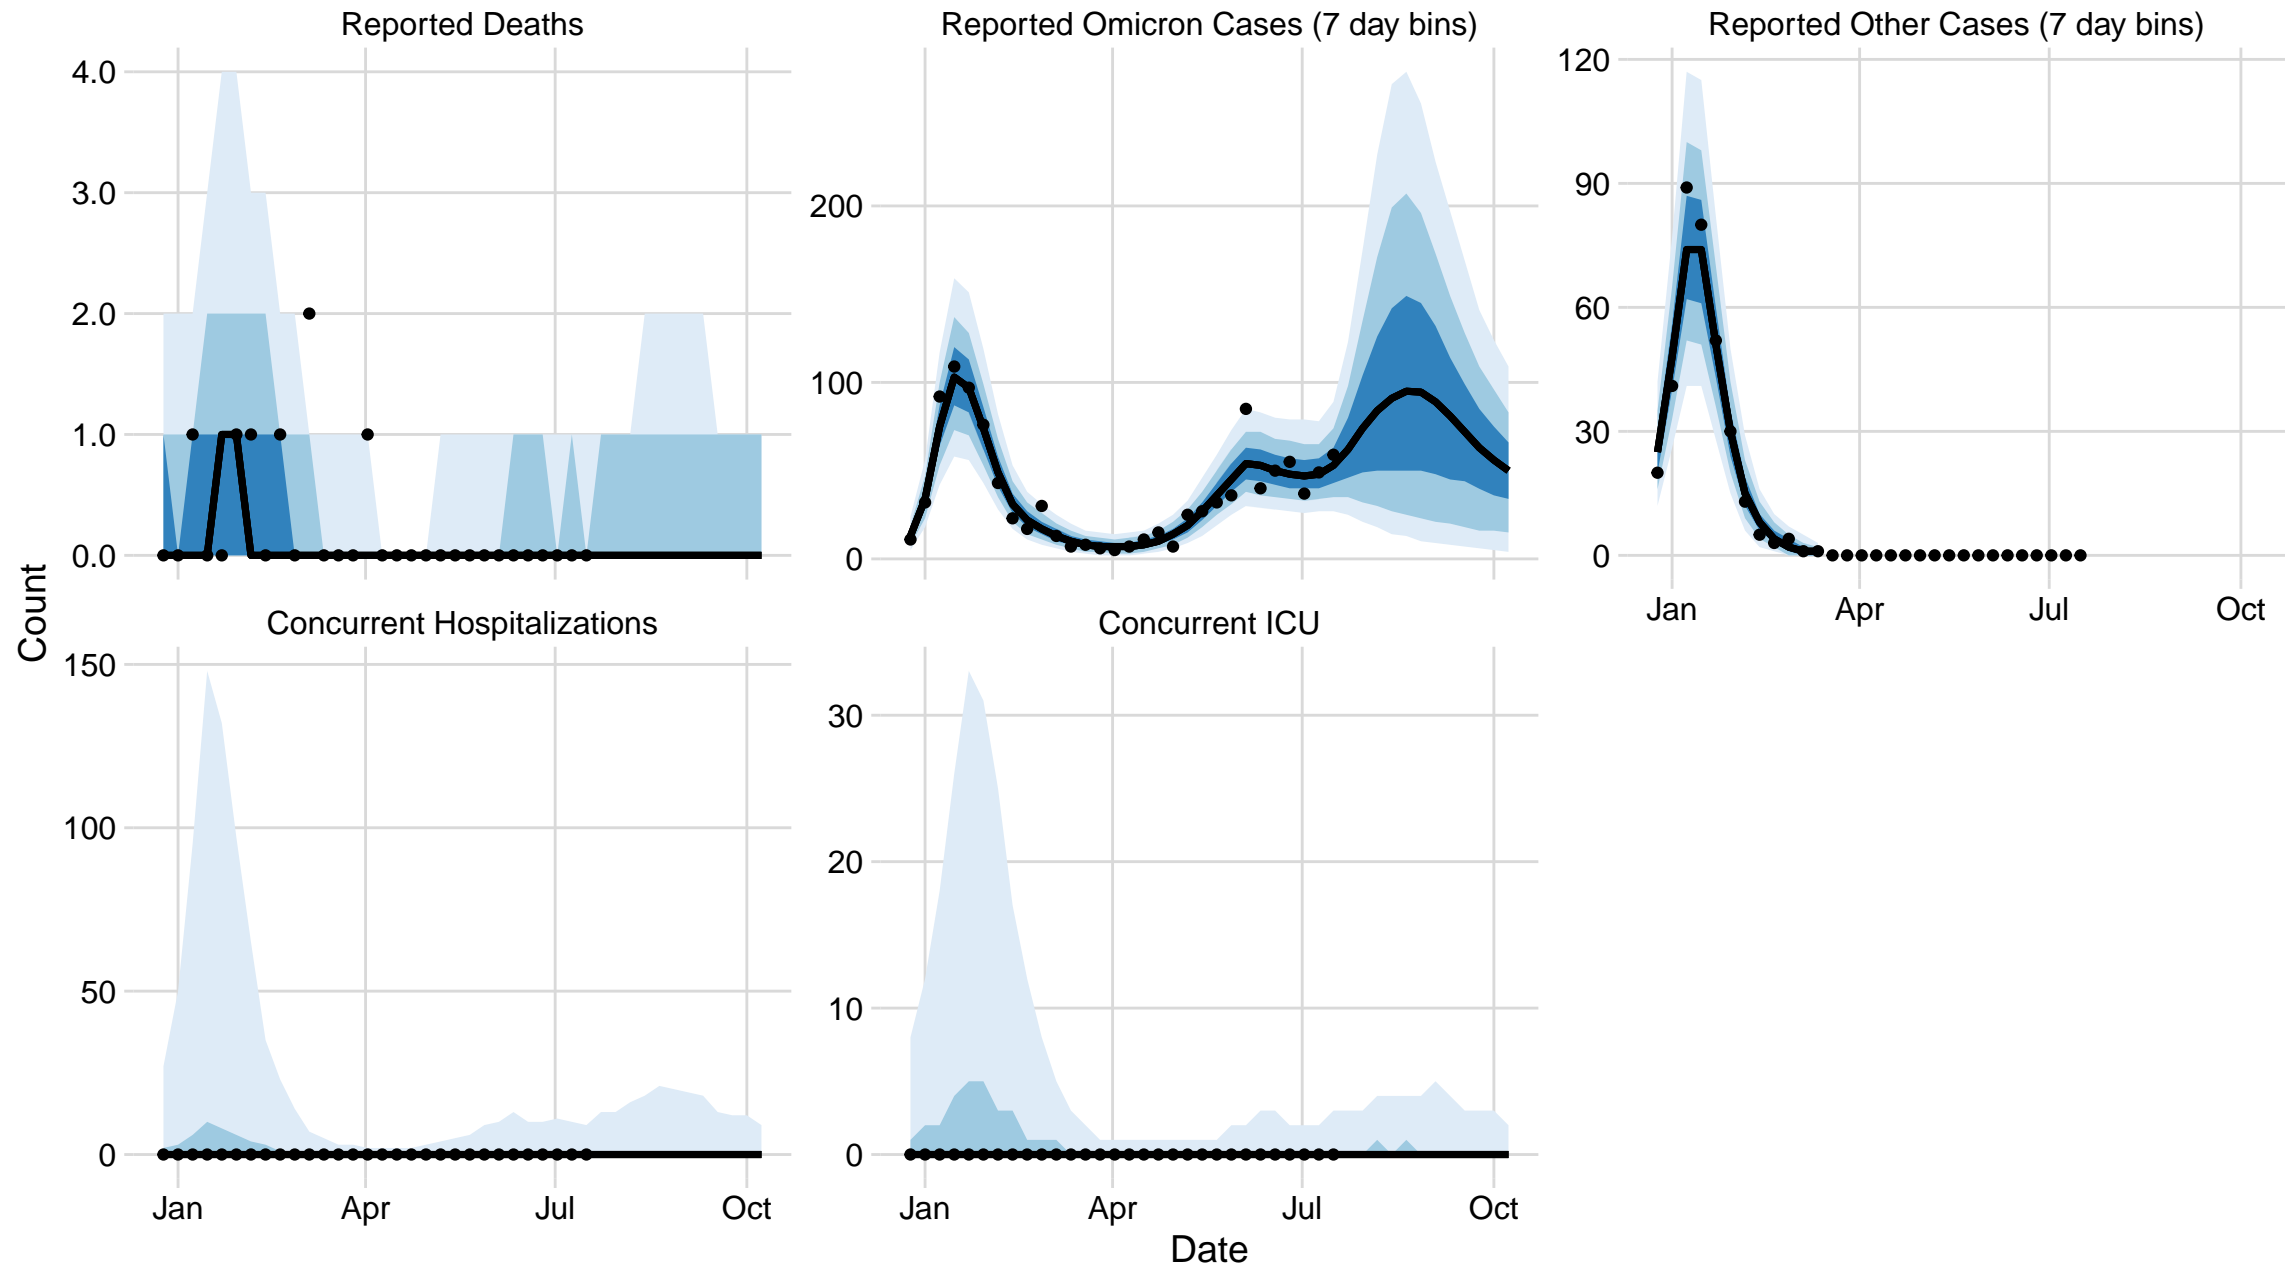 Reported Deaths
4.0
3.0
2.0
1.0
0.0
Reported Omicron Cases (7 day bins)
200
100
0
Reported Other Cases (7 day bins)
120
90
60
30
0
Jan Apr Jul Oct
Count
Concurrent Hospitalizations
150
100
50
0
Jan Apr Jul Oct
Concurrent ICU
30
20
10
0
Jan Apr Jul Oct
Date